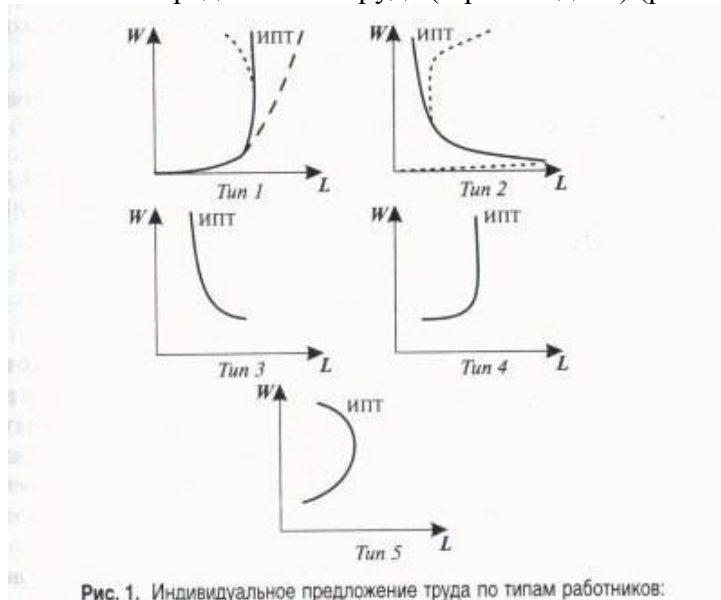 W ИПТ W ИПТ
Тип 1 L Тип 2 L
W ИПТ W ИПТ
Тип 3 L Тип 4 L
W ИПТ
Тип 5 L
Рис. 1. Индивидуальное предложение труда по типам работников: